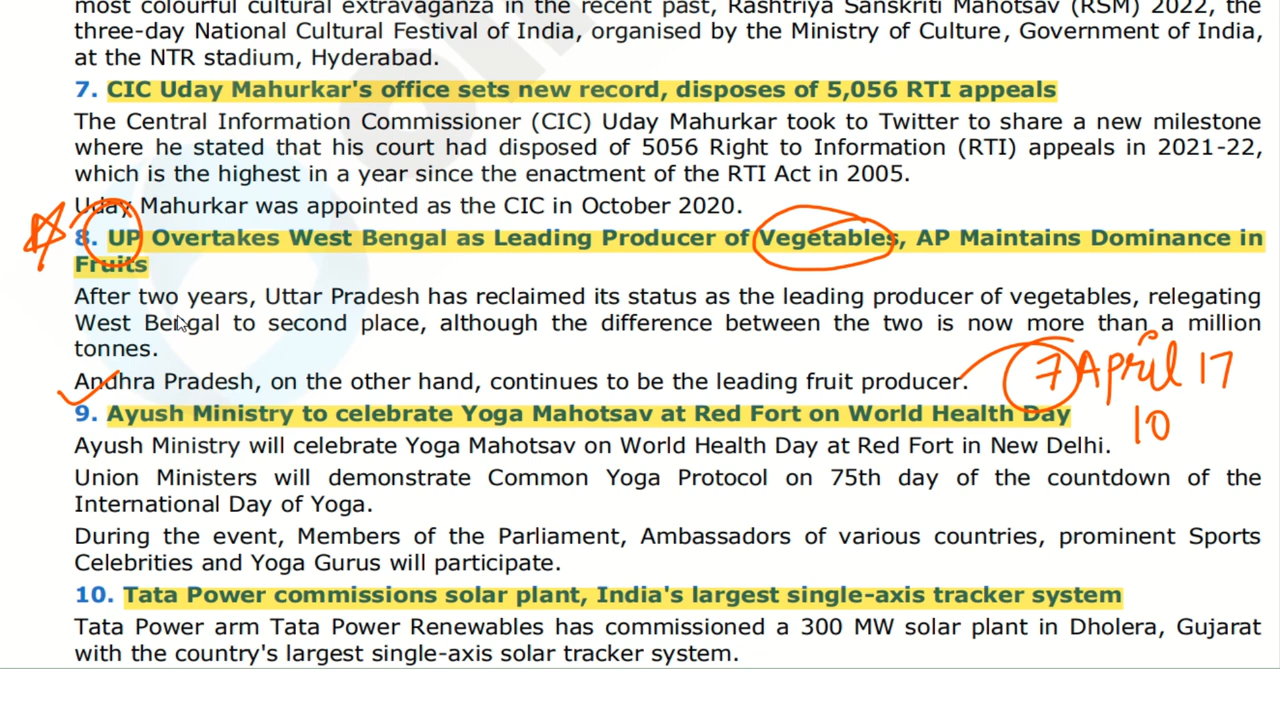 most colourful cultural extravaganza in the recent past, Rashtriya Sanskriti Mahotsav (RSM) 2022, the
three-day National Cultural Festival of India, organised by the Ministry of Culture, Government of India,
at the NTR stadium, Hyderabad.
7. CIC Uday Mahurkar's office sets new record, disposes of 5,056 RTI appeals
The Central Information Commissioner (CIC) Uday Mahurkar took to Twitter to share a new milestone
where he stated that his court had disposed of 5056 Right to Information (RTI) appeals in 2021-22,
which is the highest in a year since the enactment of the RTI Act in 2005.
Uday Mahurkar was appointed as the CIC in October 2020.
8. UP Overtakes West Bengal as Leading Producer of Vegetables, AP Maintains Dominance in
Fruits
After two years, Uttar Pradesh has reclaimed its status as the leading producer of vegetables, relegating
West Bengal to second place, although the difference between the two is now more than a million
tonnes.
Andhra Pradesh, on the other hand, continues to be the leading fruit producer.
7 April 17
10
9. Ayush Ministry to celebrate Yoga Mahotsav at Red Fort on World Health Day
Ayush Ministry will celebrate Yoga Mahotsav on World Health Day at Red Fort in New Delhi.
Union Ministers will demonstrate Common Yoga Protocol on 75th day of the countdown of the
International Day of Yoga.
During the event, Members of the Parliament, Ambassadors of various countries, prominent Sports
Celebrities and Yoga Gurus will participate.
10. Tata Power commissions solar plant, India's largest single-axis tracker system
Tata Power arm Tata Power Renewables has commissioned a 300 MW solar plant in Dholera, Gujarat
with the country's largest single-axis solar tracker system.